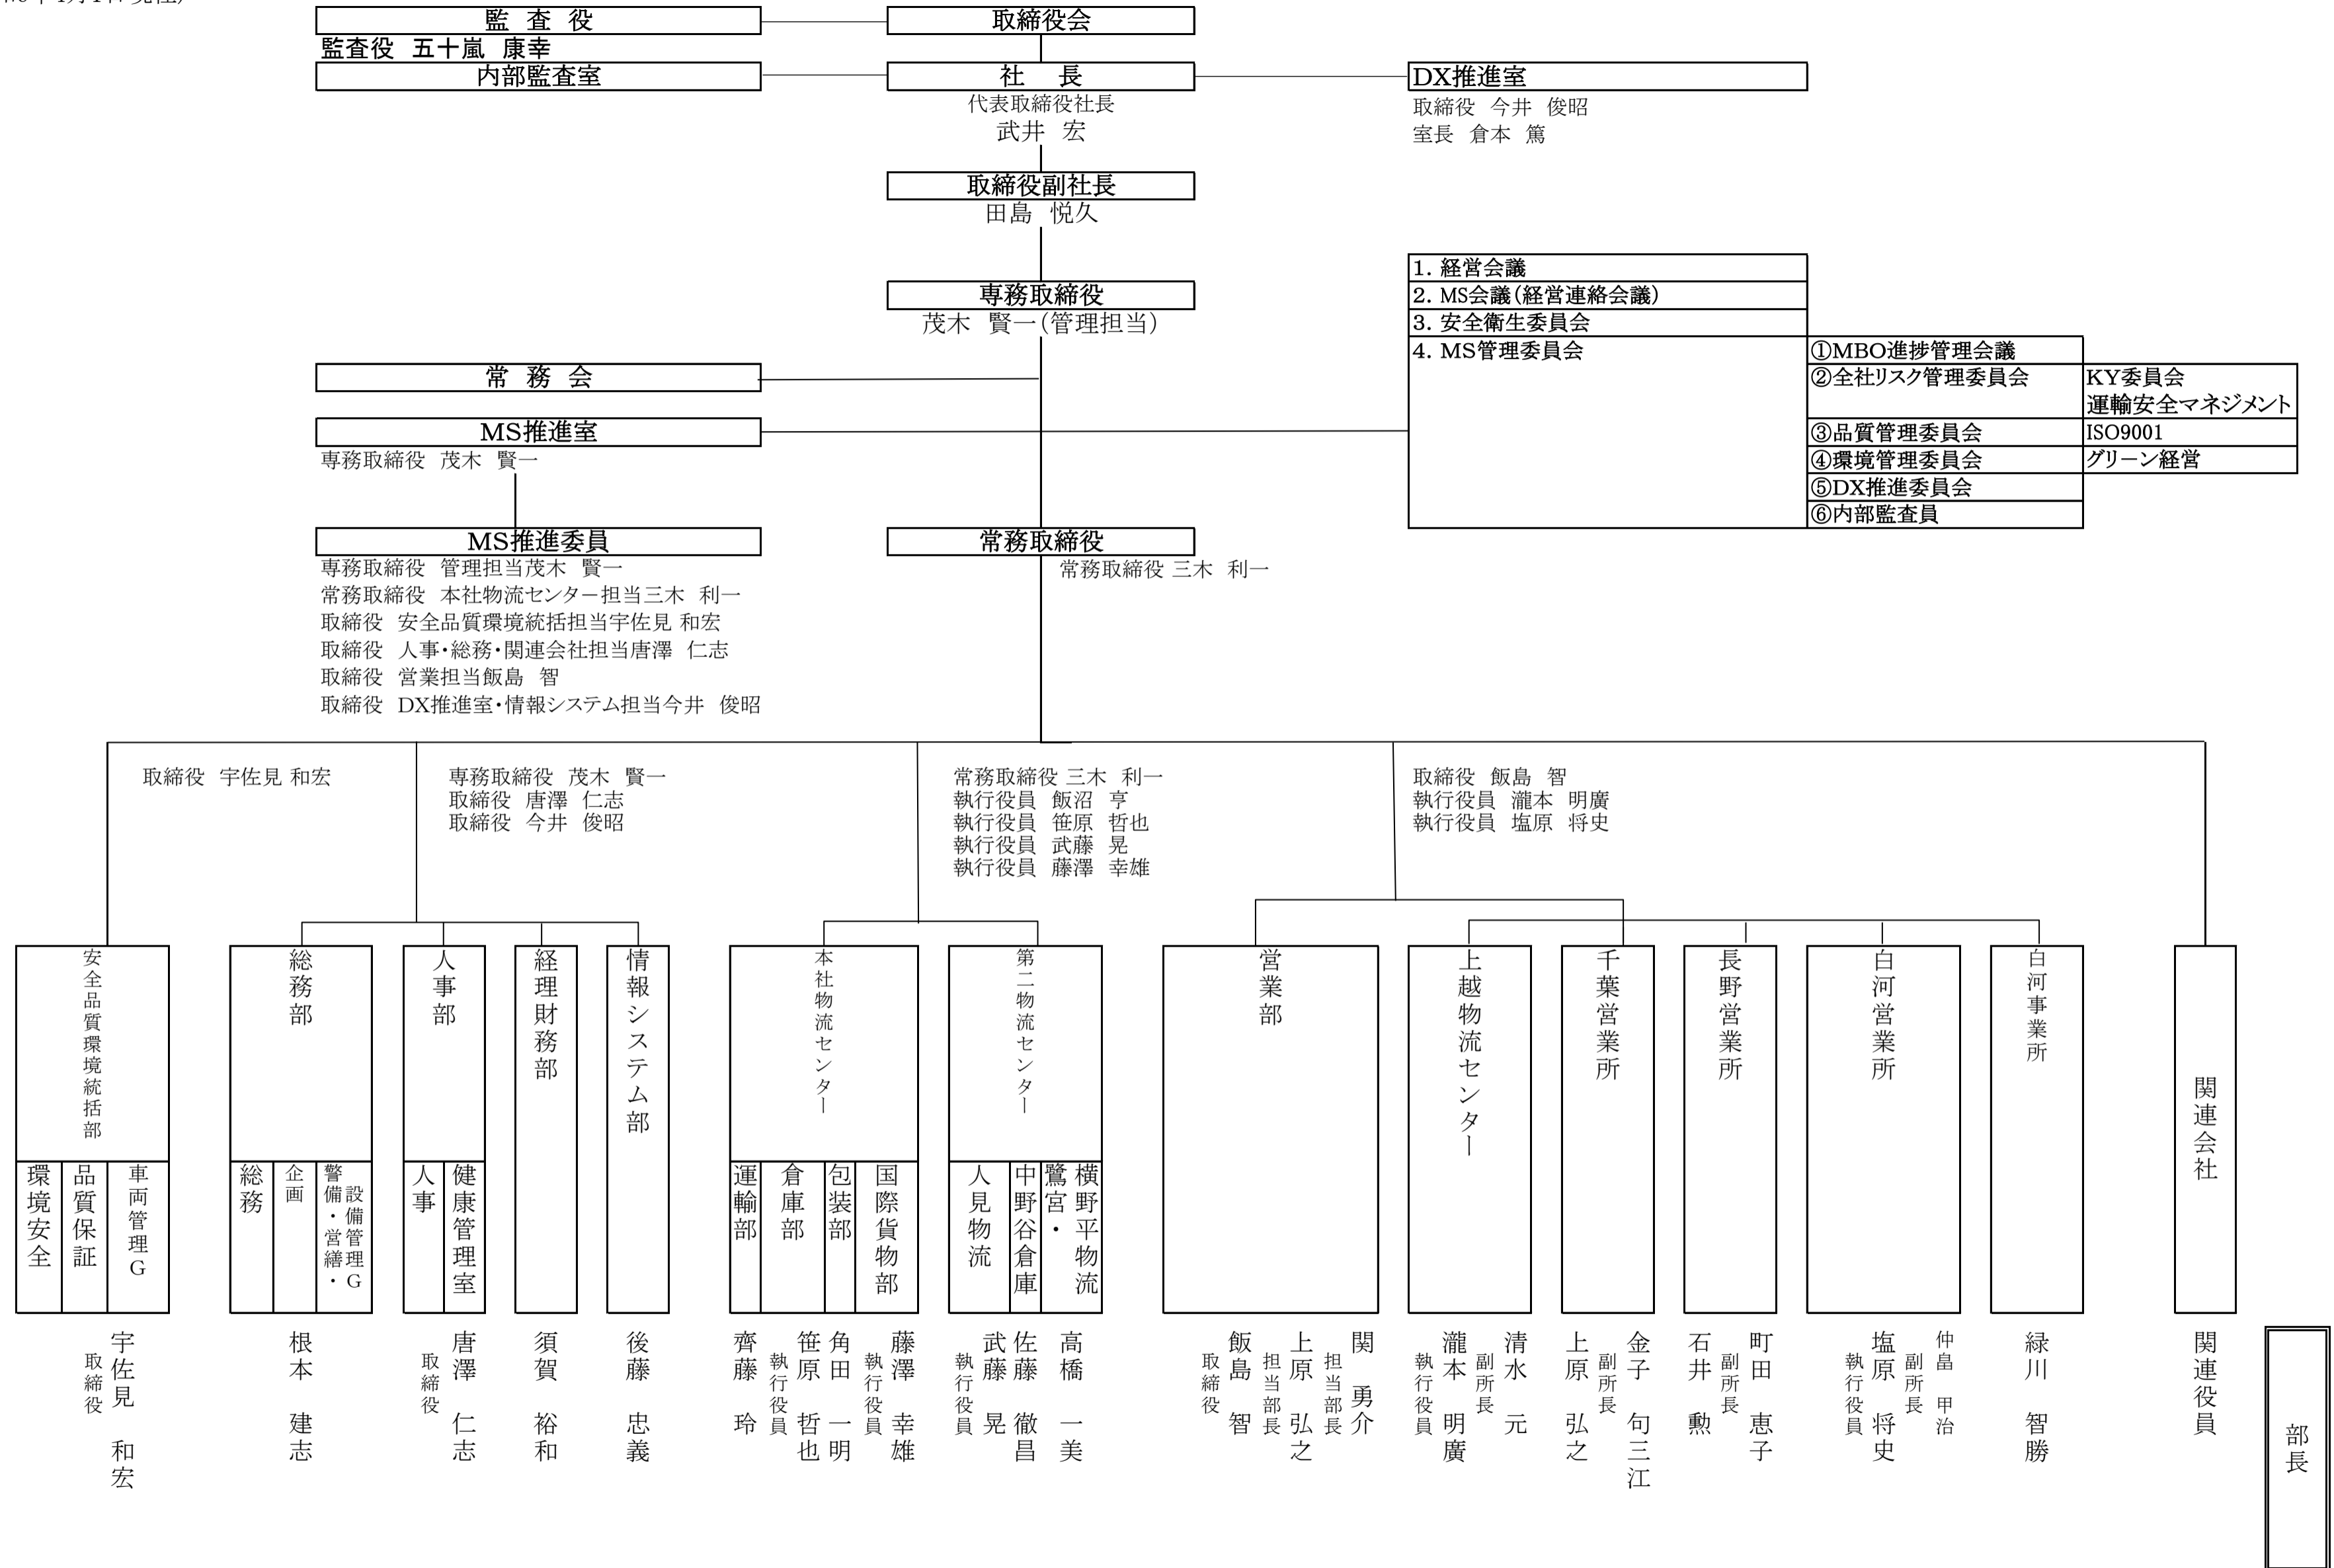 監 査 役
取締役会
監査役 五十嵐 康幸
内部監査室
社 長
DX推進室
代表取締役社長
武井 宏
取締役 今井 俊昭
室長 倉本 篤
取締役副社長
田島 悦久
専務取締役
茂木 賢一(管理担当)
1. 経営会議
2. MS会議(経営連絡会議)
3. 安全衛生委員会
4. MS管理委員会
①MBO進捗管理会議
②全社リスク管理委員会
KY委員会
運輸安全マネジメント
③品質管理委員会
ISO9001
④環境管理委員会
グリーン経営
⑤DX推進委員会
⑥内部監査員
常 務 会
MS推進室
専務取締役 茂木 賢一
MS推進委員
専務取締役 管理担当茂木 賢一
常務取締役 本社物流センター担当三木 利一
取締役 安全品質環境統括担当宇佐見 和宏
取締役 人事・総務・関連会社担当唐澤 仁志
取締役 営業担当飯島 智
取締役 DX推進室・情報システム担当今井 俊昭
常務取締役
常務取締役 三木 利一
取締役 宇佐見 和宏
専務取締役 茂木 賢一
取締役 唐澤 仁志
取締役 今井 俊昭
常務取締役 三木 利一
執行役員 飯沼 亨
執行役員 笹原 哲也
執行役員 武藤 晃
執行役員 藤澤 幸雄
取締役 飯島 智
執行役員 瀧本 明廣
執行役員 塩原 将史
安全品質環境統括部
環境安全
品質保証
車両管理G
取締役
宇佐見 和宏
総務部
総務
企画
警備・営繕・
設備管理G
根本 建志
人事部
人事
健康管理室
取締役
唐澤 仁志
経理財務部
須賀 裕和
情報システム部
後藤 忠義
本社物流センター
運輸部
倉庫部
包装部
国際貨物部
齊藤 玲
執行役員
笹原 哲也
角田 一明
執行役員
藤澤 幸雄
第二物流センター
人見物流
中野谷倉庫
鷺宮・
横野平物流
執行役員
武藤 晃
佐藤 徹昌
高橋 一美
営業部
取締役
飯島 智
担当部長
上原 弘之
担当部長
関 勇介
上越物流センター
執行役員
瀧本 明廣
副所長
清水 元
千葉営業所
上原 弘之
副所長
金子 句三江
長野営業所
石井 勲
副所長
町田 恵子
白河営業所
執行役員
塩原 将史
副所長
仲畠 甲治
白河事業所
緑川 智勝
関連会社
関連役員
部長